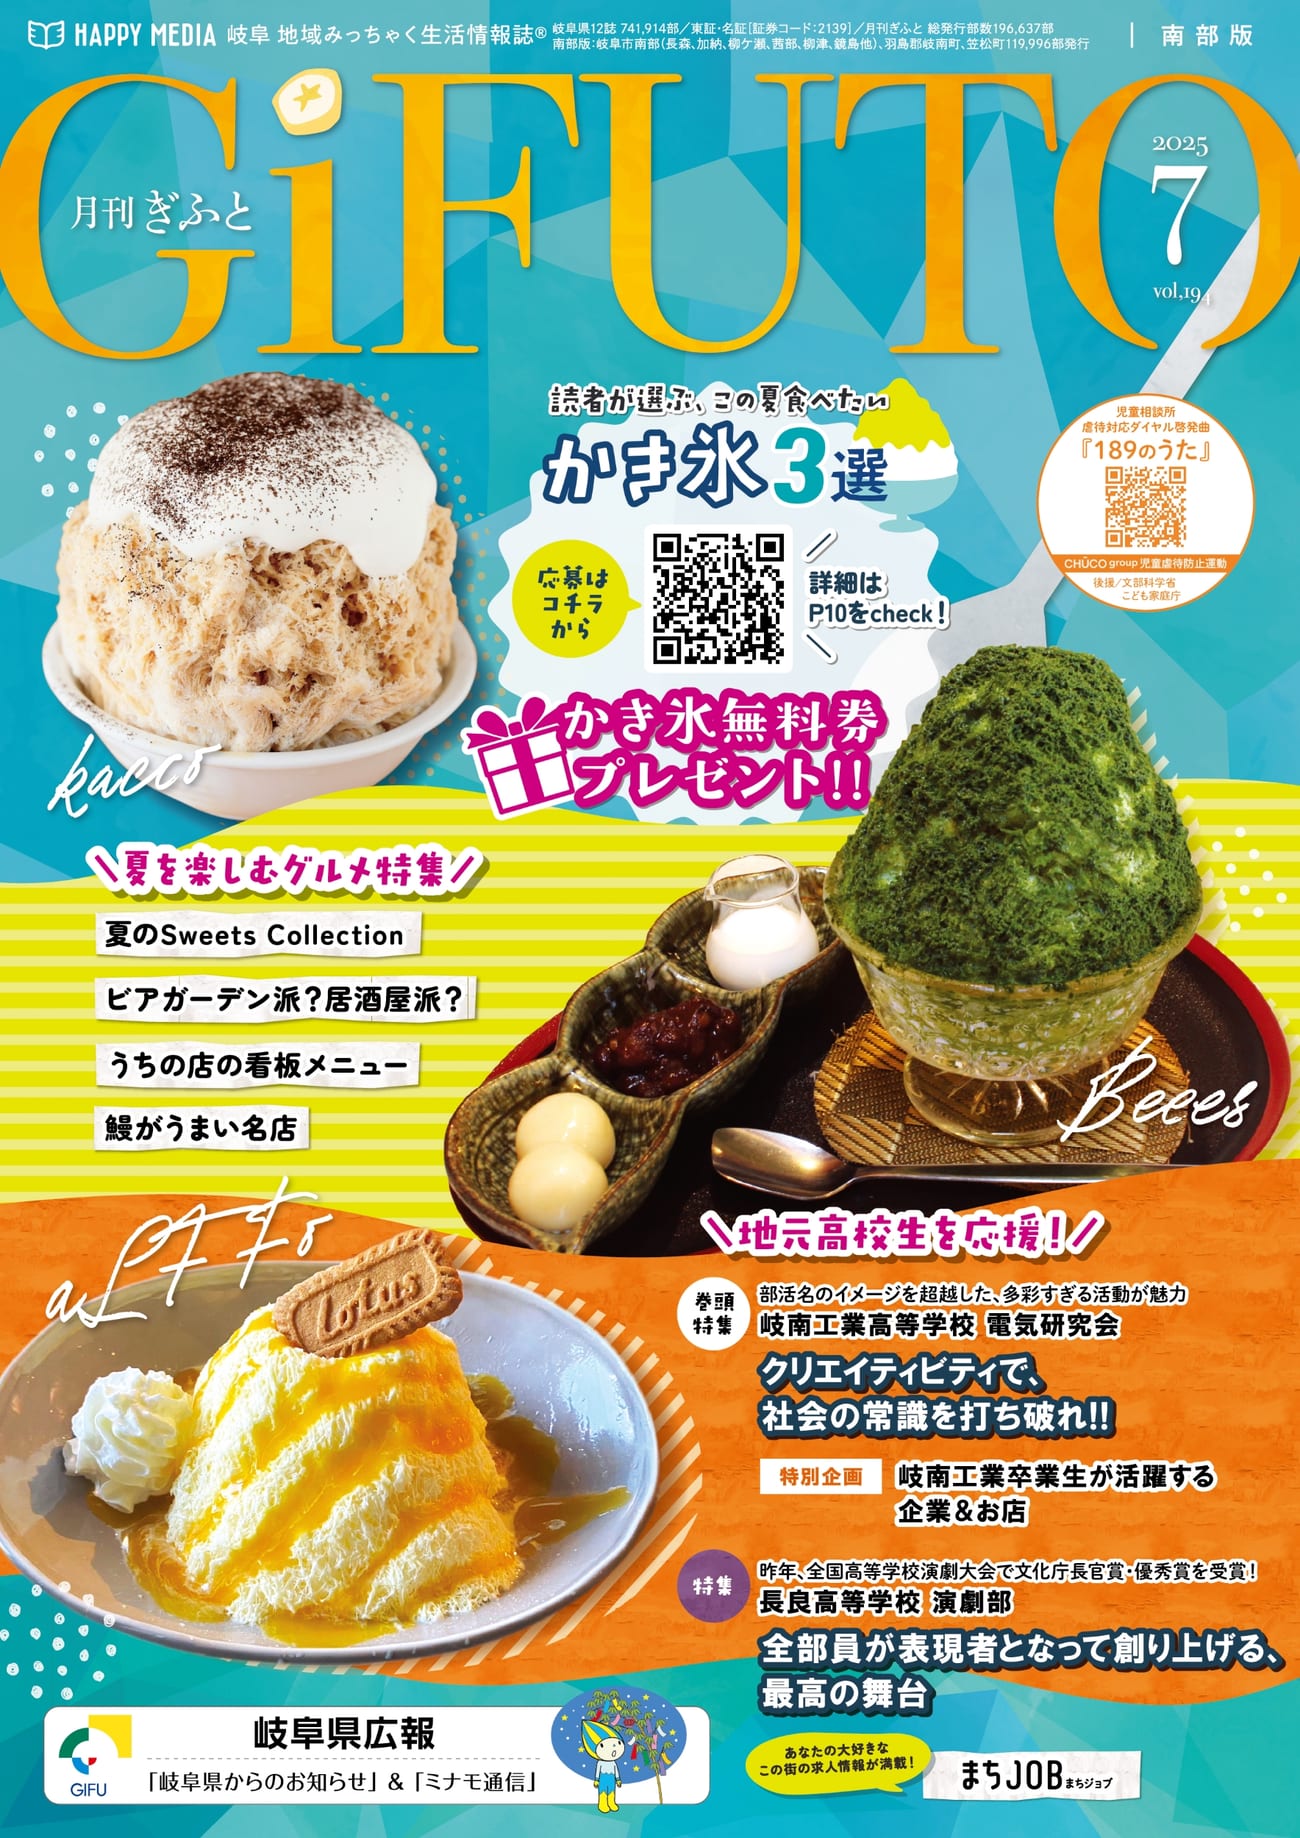 HAPPY MEDIA 岐阜 地域みっちゃく生活情報誌®
岐阜県12誌 741,914部／東証・名証[証券コード：2139]／月刊ぎふと 総発行部数196,637部
南部版：岐阜市南部（長森、加納、柳ケ瀬、茜部、柳津、鏡島他）、羽島郡岐南町、笠松町119,996部発行
南部版
GiFUTO
月刊ぎふと
2025
7
vol,194
読者が選ぶ、この夏食べたい
かき氷3選
応募は
コチラ
から
詳細は
P10をcheck！
かき氷無料券
プレゼント!!
児童相談所
虐待対応ダイヤル啓発曲
『189のうた』
CHŪCO group 児童虐待防止運動
後援／文部科学省
こども家庭庁
kacco
夏を楽しむグルメ特集
夏のSweets Collection
ビアガーデン派？居酒屋派？
うちの店の看板メニュー
鰻がうまい名店
Beees
Lotus
地元高校生を応援！
巻頭
特集
部活名のイメージを超越した、多彩すぎる活動が魅力
岐南工業高等学校 電気研究会
クリエイティビティで、
社会の常識を打ち破れ!!
特別企画
岐南工業卒業生が活躍する
企業＆お店
特集
昨年、全国高等学校演劇大会で文化庁長官賞・優秀賞を受賞！
長良高等学校 演劇部
全部員が表現者となって創り上げる、
最高の舞台
GIFU
岐阜県広報
「岐阜県からのお知らせ」＆「ミナモ通信」
あなたの大好きな
この街の求人情報が満載！
まちJOB まちジョブ